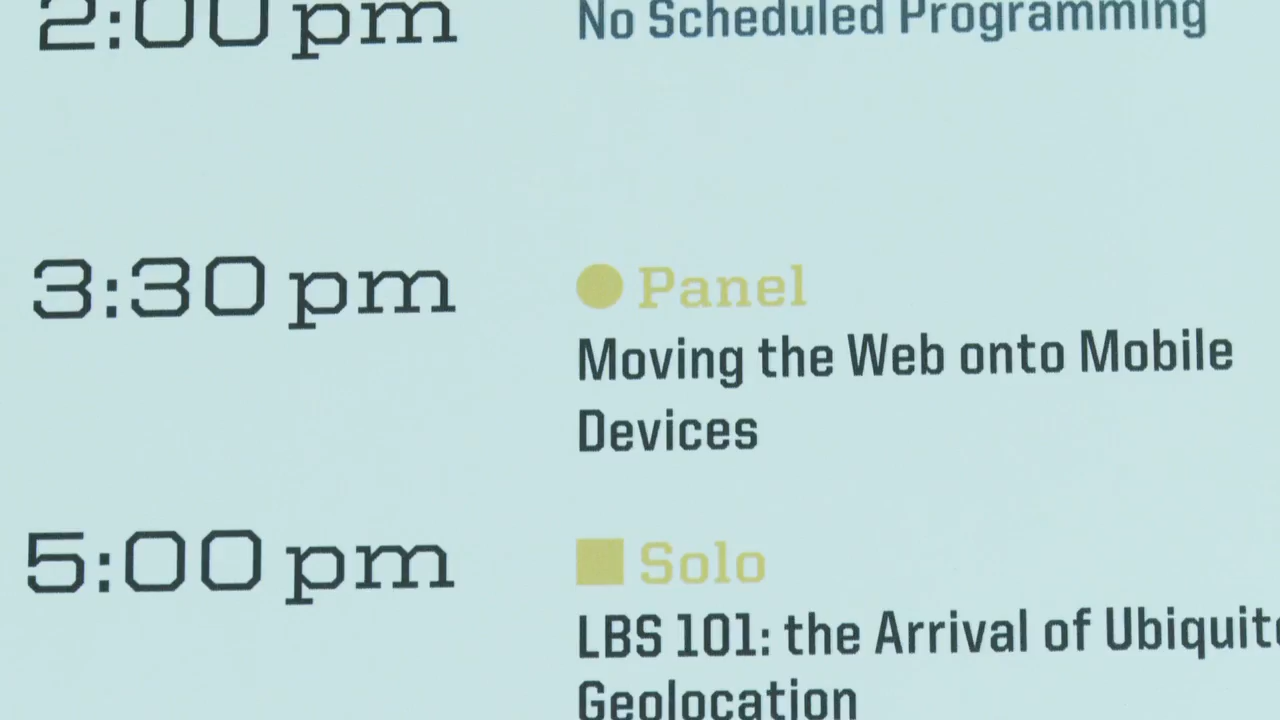 2:00 pm No Scheduled Programming
3:30 pm Panel
Moving the Web onto Mobile
Devices
5:00 pm Solo
LBS 101: the Arrival of
Geolocation